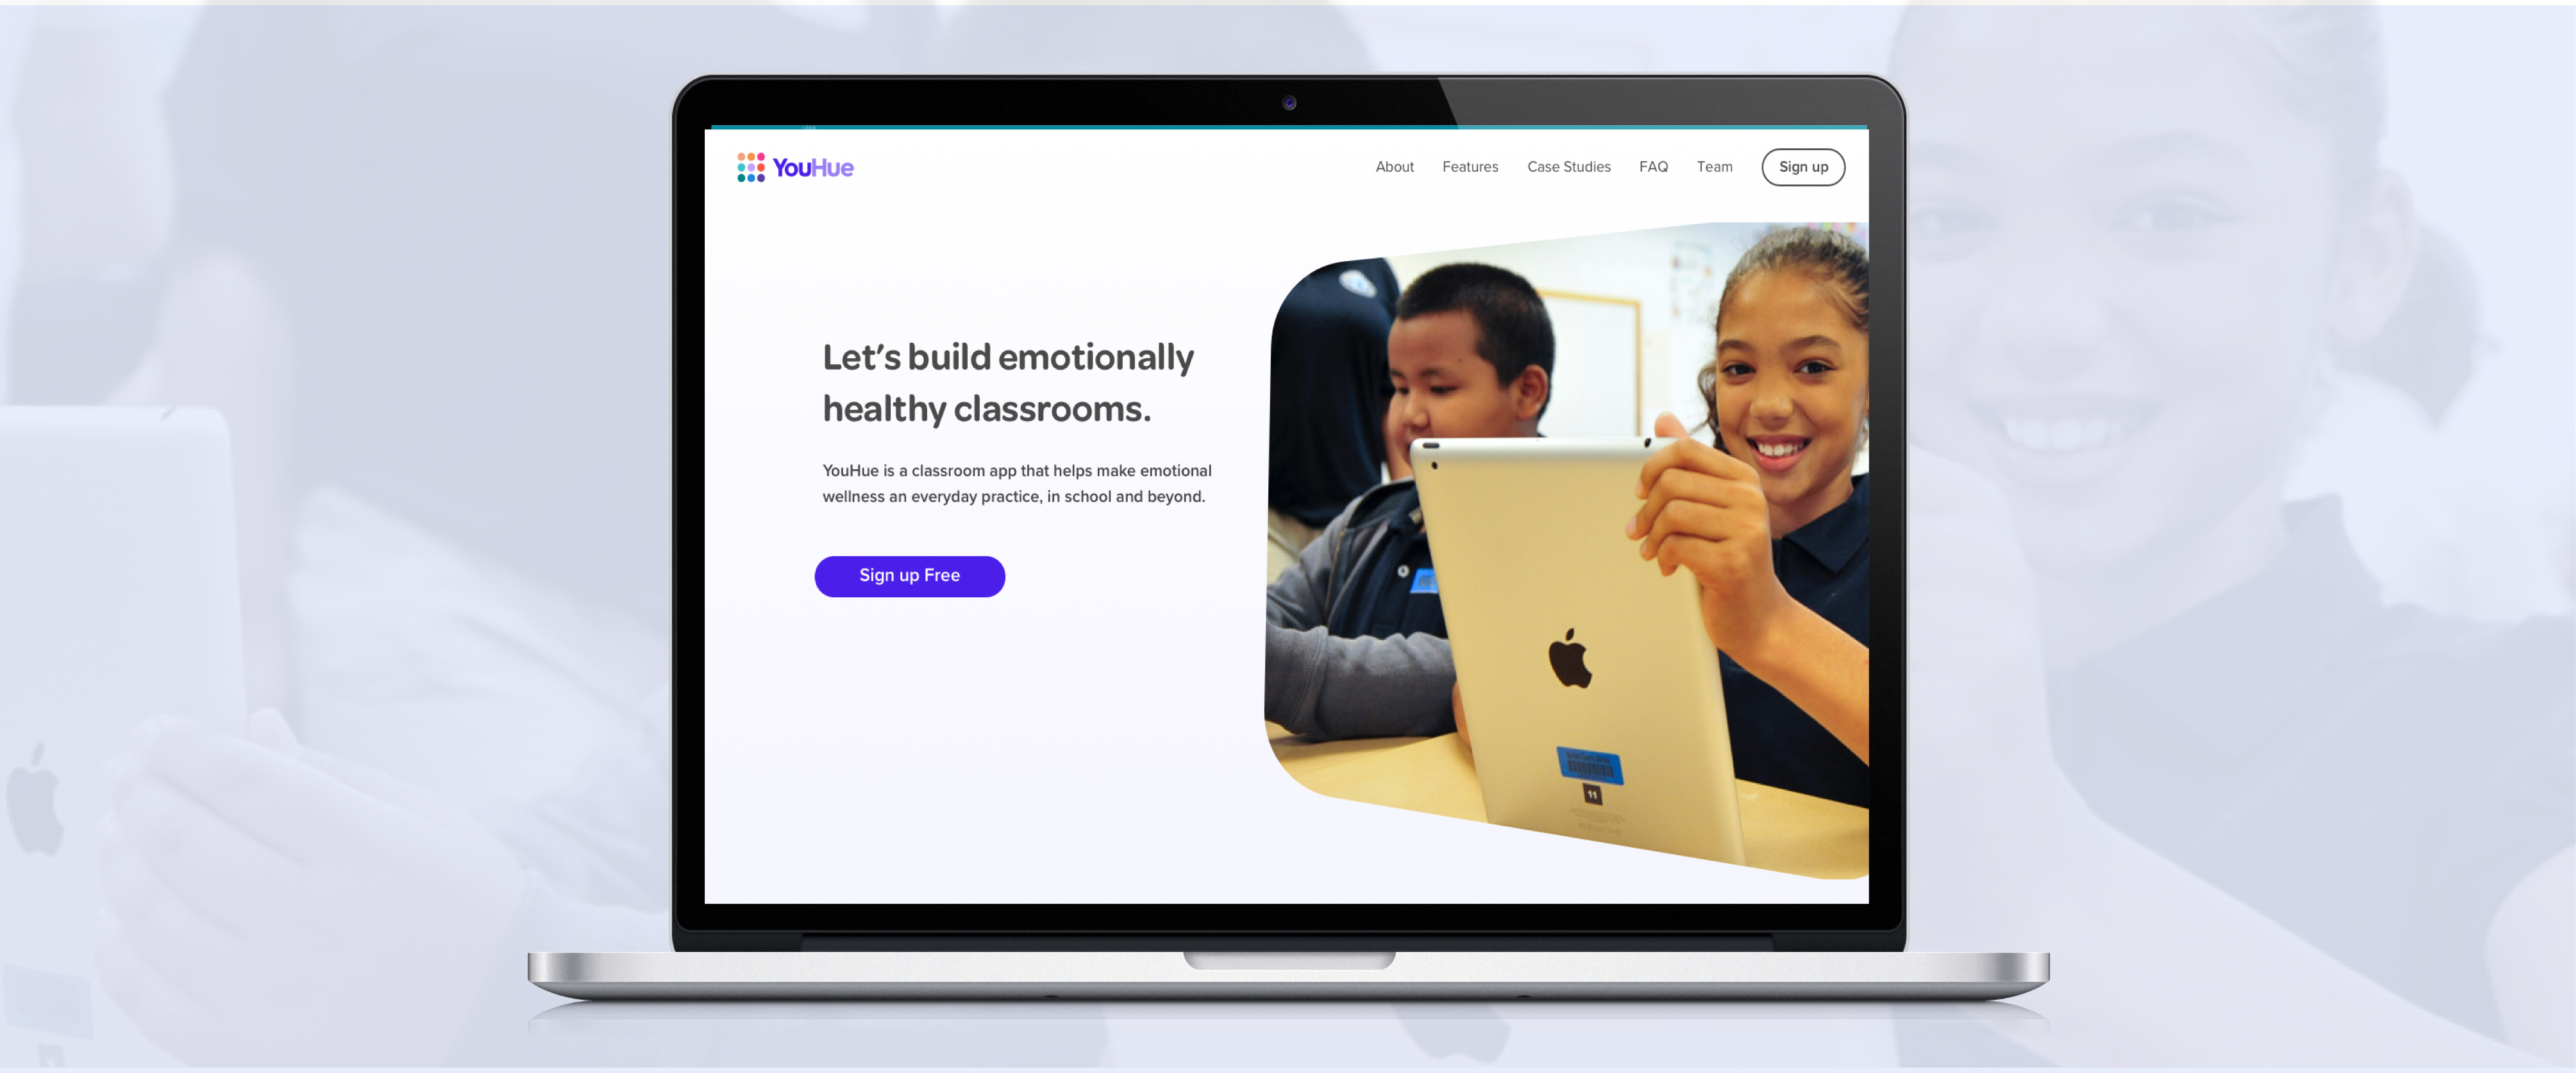 YouHue
About Features Case Studies FAQ Team Sign up
Let's build emotionally
healthy classrooms.
YouHue is a classroom app that helps make emotional
wellness an everyday practice, in school and beyond.
Sign up Free
11